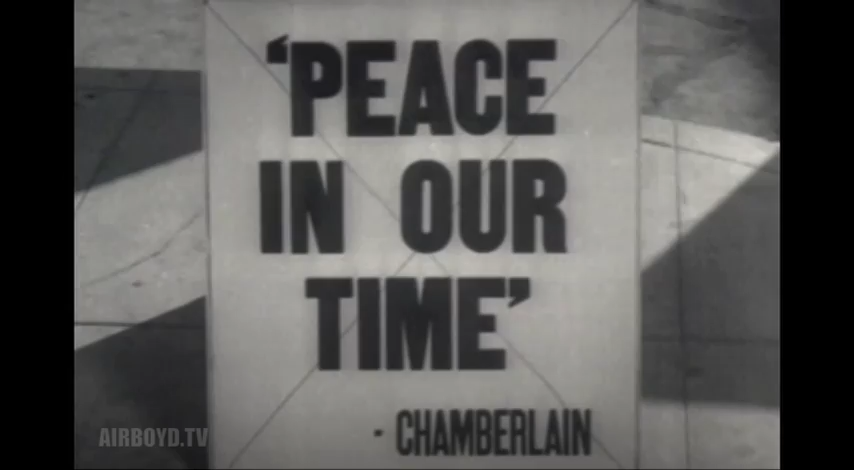 ‘PEACE
IN OUR
TIME’
- CHAMBERLAIN
AIRBOYD.TV